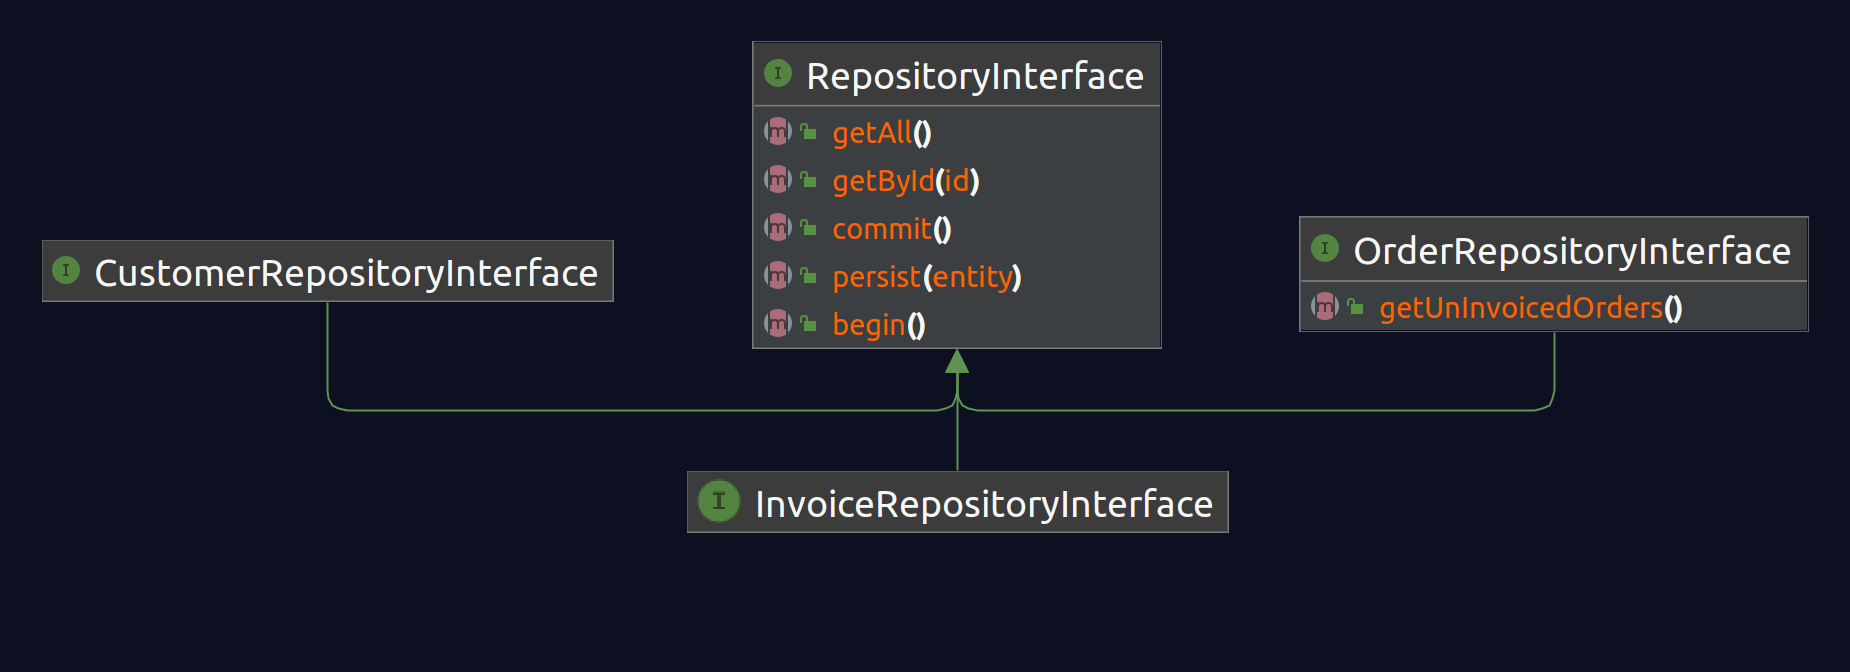 RepositoryInterface
getAll()
getById(id)
commit()
persist(entity)
begin()
CustomerRepositoryInterface
OrderRepositoryInterface
getUnInvoicedOrders()
InvoiceRepositoryInterface